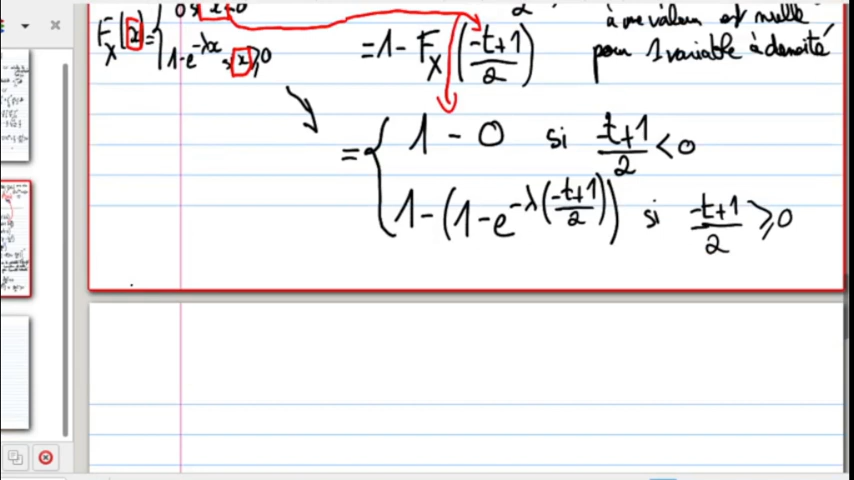 0 si x<0
F_X(x)= 1-e^{-λx} si x⩾0
2
à une valeur est nulle
=1 - F_X((-t+1)/2)
pour 1 variable à densité
= { 1 - 0 si (-t+1)/2 < 0
1-(1-e^{-λ((-t+1)/2)}) si (-t+1)/2 ⩾ 0